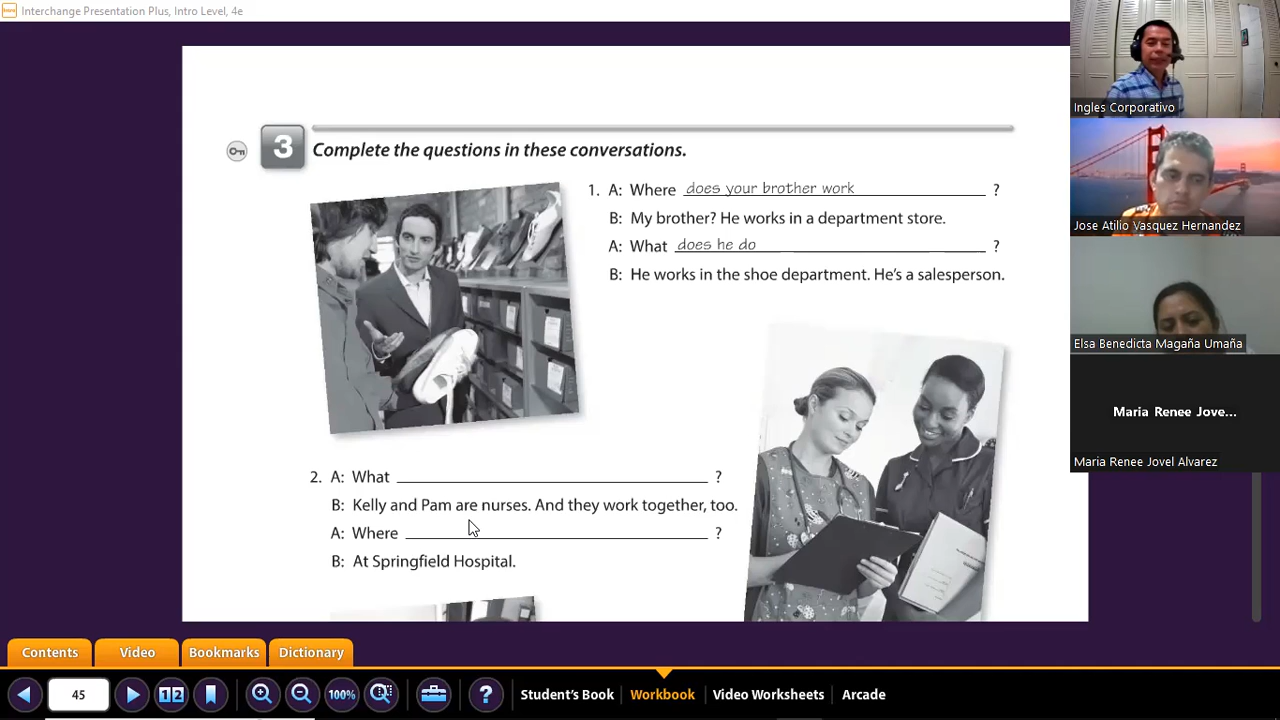 Interchange Presentation Plus, Intro Level, 4e
Ingles Corporativo
3 Complete the questions in these conversations.
1. A: Where does your brother work ?
B: My brother? He works in a department store.
A: What does he do ?
B: He works in the shoe department. He's a salesperson.
Jose Atilio Vasquez Hernandez
Elsa Benedicta Magaña Umaña
Maria Renee Jove...
Maria Renee Jovel Alvarez
2. A: What ?
B: Kelly and Pam are nurses. And they work together, too.
A: Where ?
B: At Springfield Hospital.
Contents Video Bookmarks Dictionary
45 1 2 100% ? Student's Book Workbook Video Worksheets Arcade